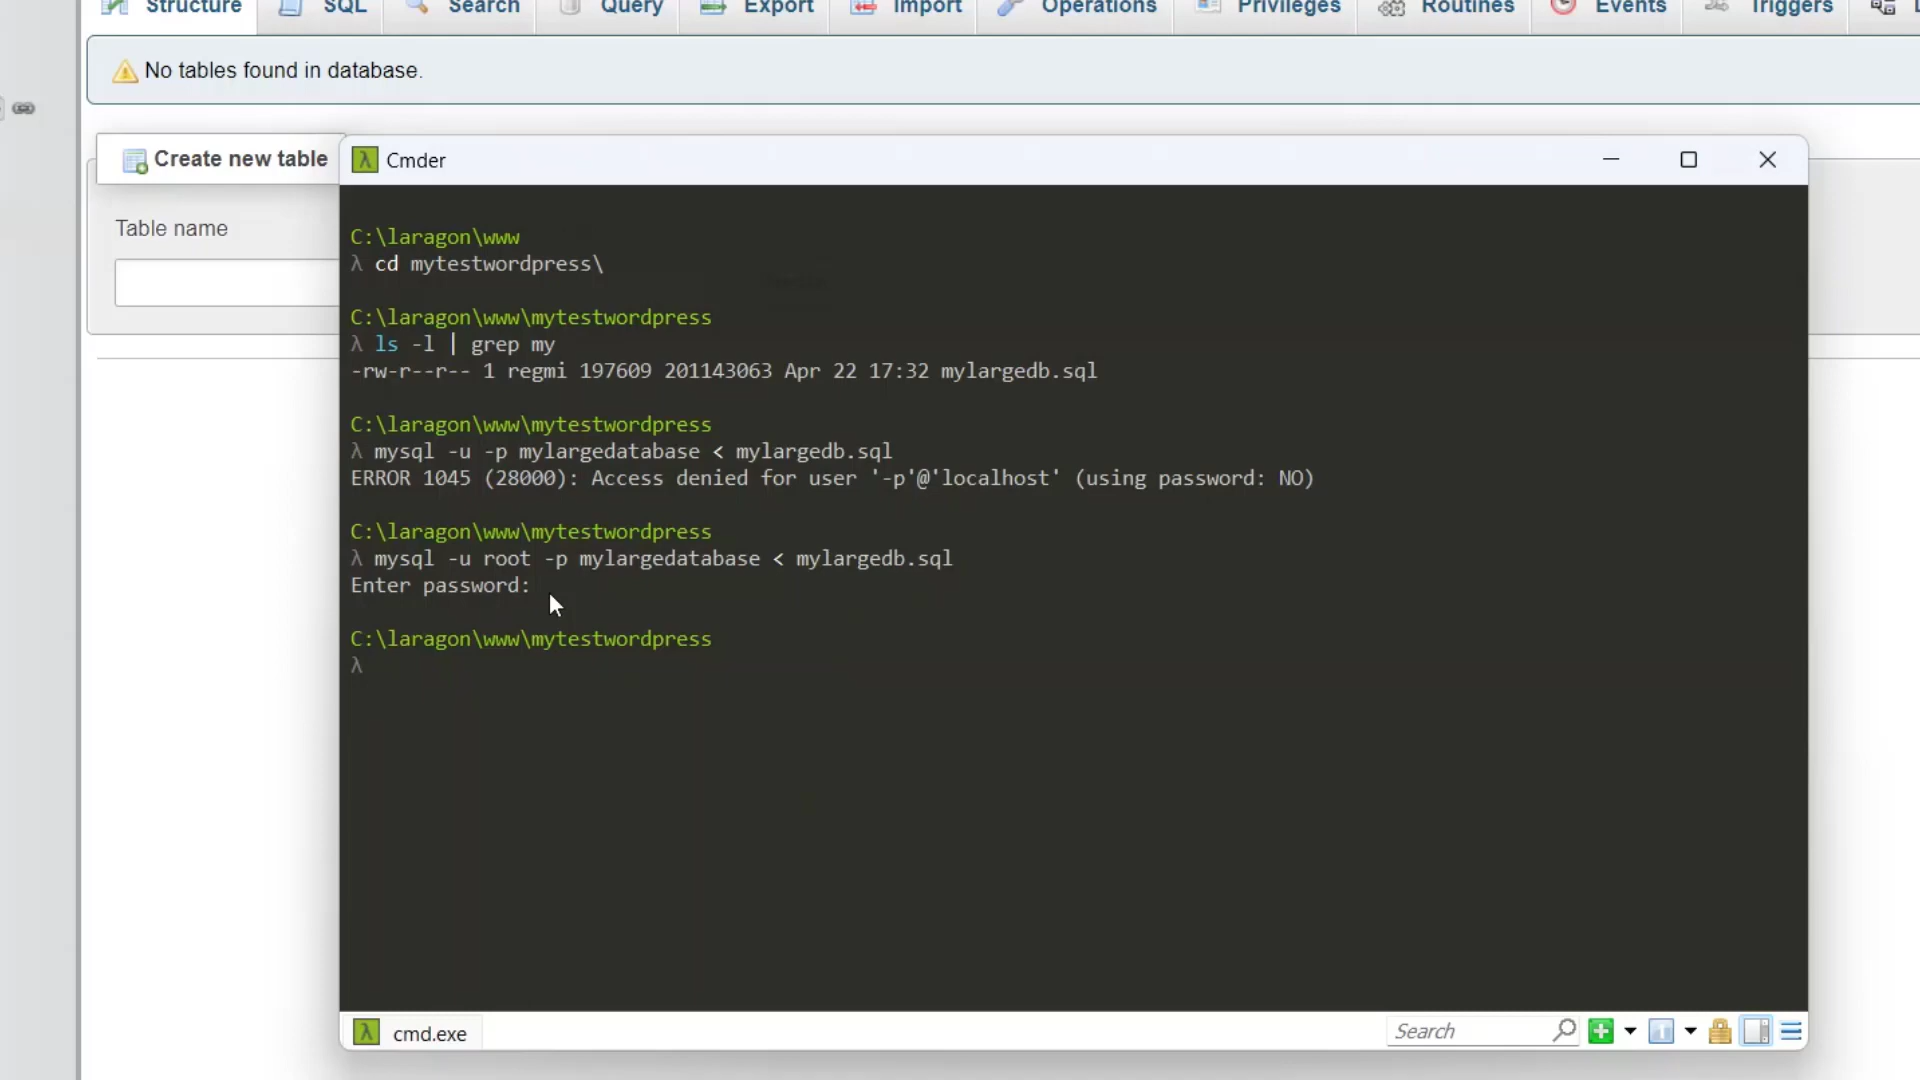 Structure SQL Search Query Export Import Operations Privileges Routines Events Triggers
No tables found in database.
Create new table
Table name
Cmder
C:\laragon\www
λ cd mytestwordpress\
C:\laragon\www\mytestwordpress
λ ls -l | grep my
-rw-r--r-- 1 regmi 197609 201143063 Apr 22 17:32 mylargedb.sql
C:\laragon\www\mytestwordpress
λ mysql -u -p mylargedatabase < mylargedb.sql
ERROR 1045 (28000): Access denied for user '-p'@'localhost' (using password: NO)
C:\laragon\www\mytestwordpress
λ mysql -u root -p mylargedatabase < mylargedb.sql
Enter password:
C:\laragon\www\mytestwordpress
λ
cmd.exe
Search